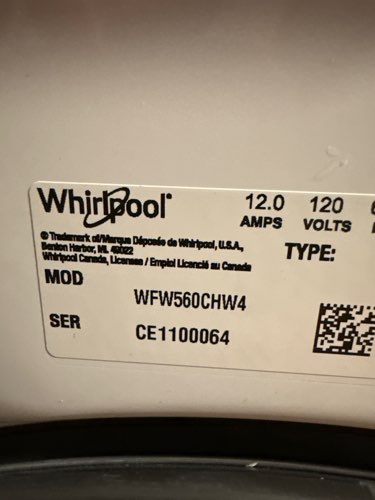 Whirlpool®
12.0 120
AMPS VOLTS
® Trademark of/Marque Déposée de Whirlpool, U.S.A.,
Benton Harbor, MI. 49022
Whirlpool Canada, Licensee / Emploi Licencié au Canada
TYPE:
MOD WFW560CHW4
SER CE1100064